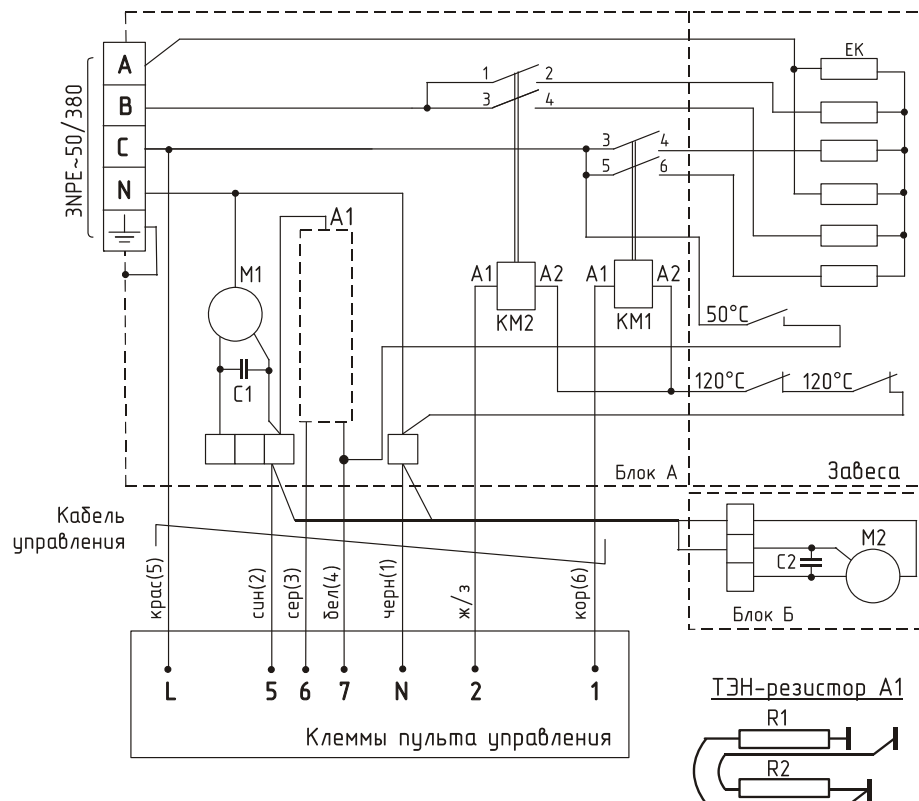 3NPE~50/380
A
B
C
N
EK
1
2
3
4
3
4
5
6
A1
M1
C1
A1
A2
KM2
A1
A2
KM1
50°C
120°C
120°C
Блок А
Завеса
Кабель
управления
крас(5)
син(2)
сер(3)
бел(4)
черн(1)
ж/з
кор(6)
C2
M2
Блок Б
L
5
6
7
N
2
1
Клеммы пульта управления
ТЭН-резистор А1
R1
R2